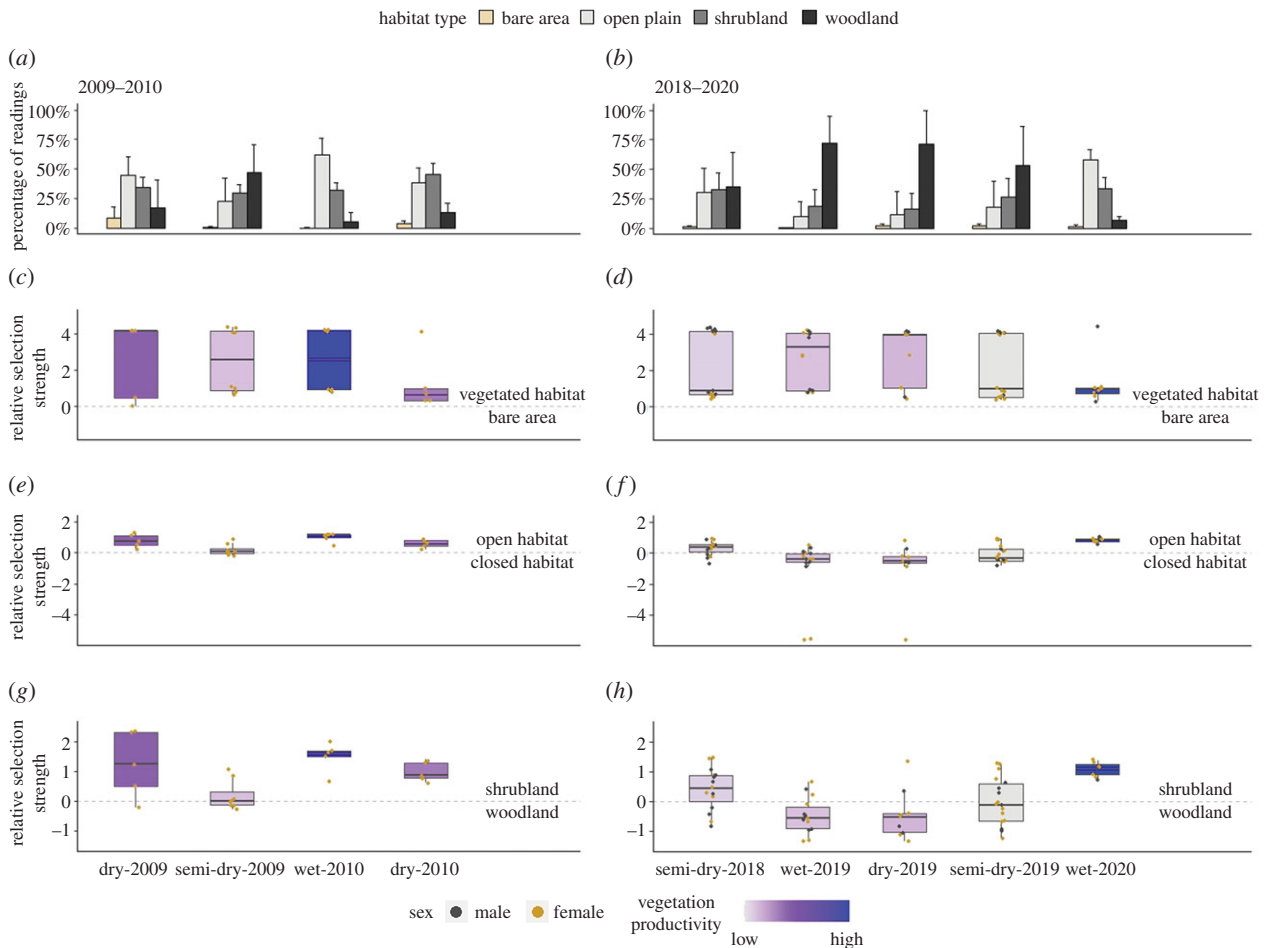 habitat type bare area open plain shrubland woodland
(a) (b)
2009–2010 2018–2020
percentage of readings
100% 100%
75% 75%
50% 50%
25% 25%
0% 0%
(c) (d)
relative selection
strength
4 4
2 2
0 0
vegetated habitat vegetated habitat
bare area bare area
(e) (f)
relative selection
strength
2 2
0 0
−2 −2
−4 −4
open habitat open habitat
closed habitat closed habitat
(g) (h)
relative selection
strength
2 2
1 1
0 0
−1 −1
shrubland shrubland
woodland woodland
dry-2009 semi-dry-2009 wet-2010 dry-2010 semi-dry-2018 wet-2019 dry-2019 semi-dry-2019 wet-2020
sex male female vegetation
productivity
low high